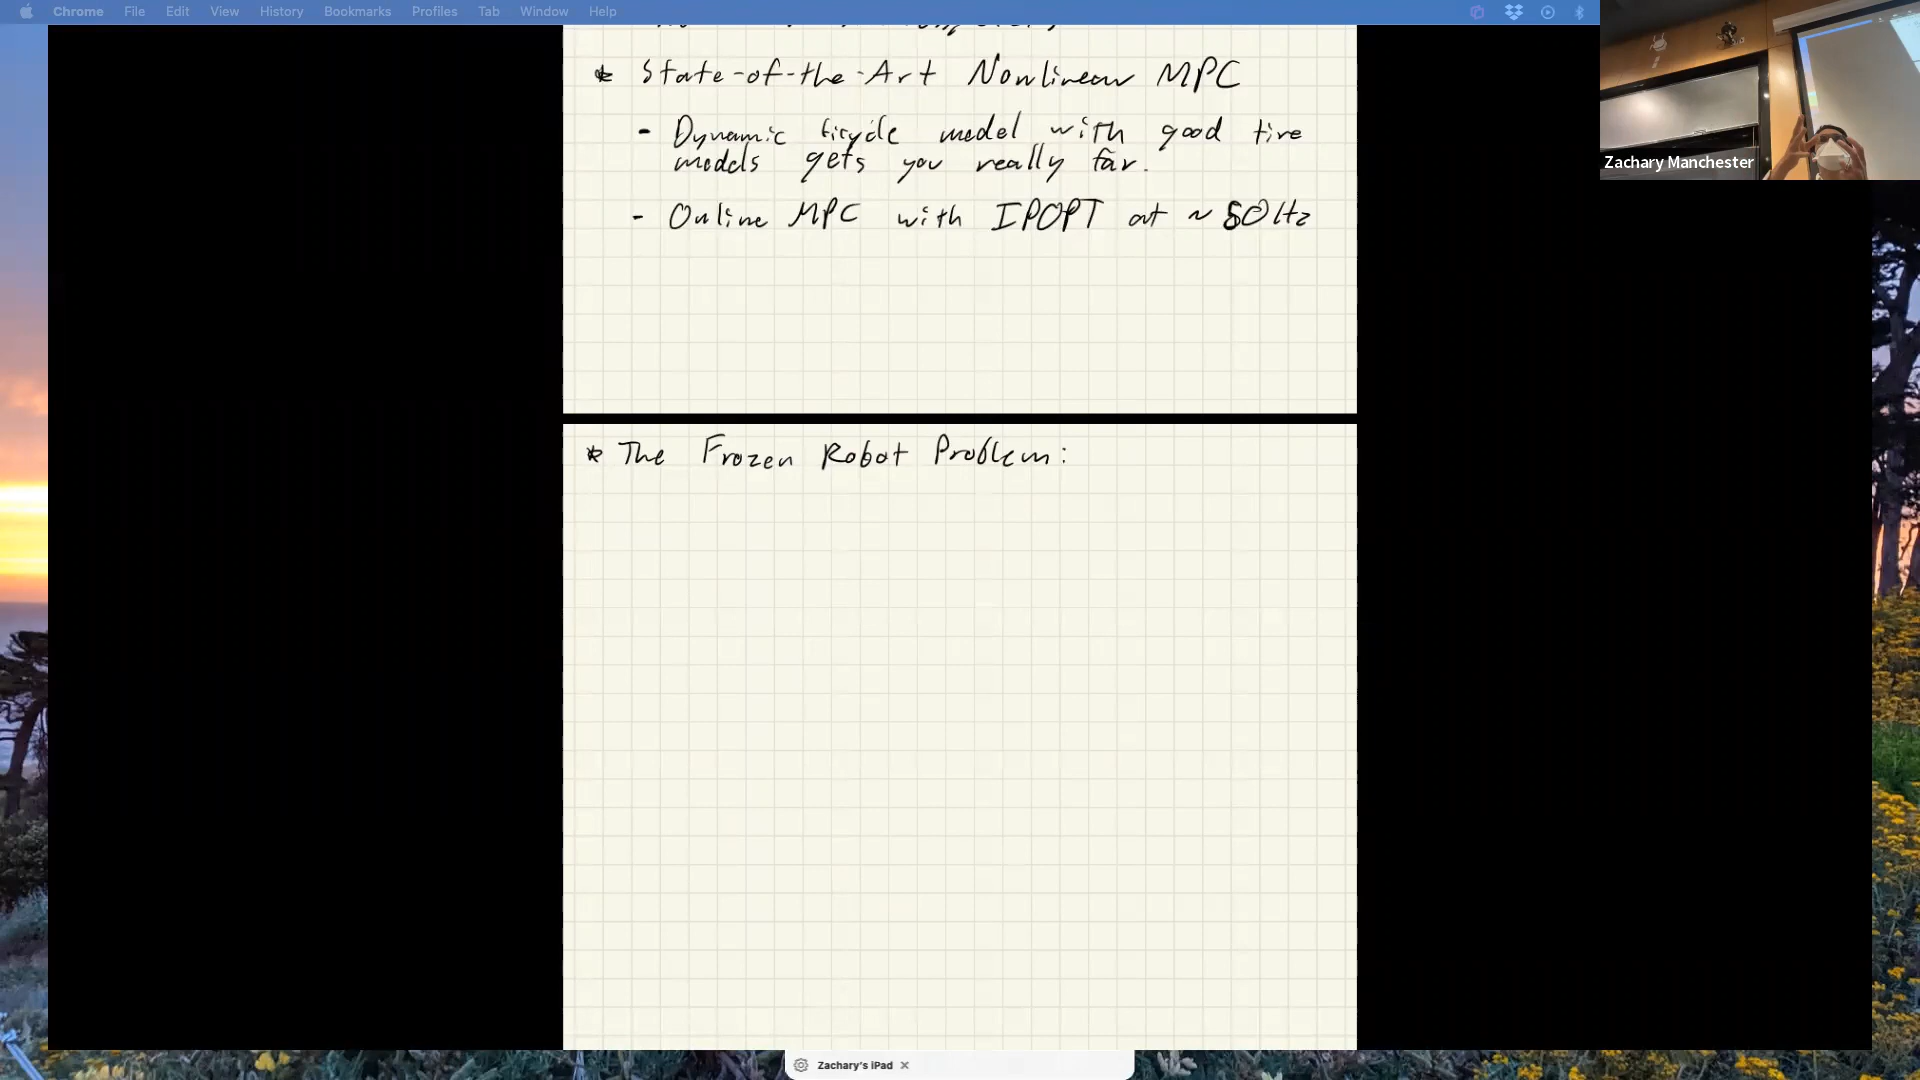 Chrome File Edit View History Bookmarks Profiles Tab Window Help
* State-of-the-Art Nonlinear MPC
- Dynamic bicycle model with good tire
models gets you really far.
- Online MPC with IPOPT at ~ 50Hz
Zachary Manchester
* The Frozen Robot Problem:
Zachary's iPad